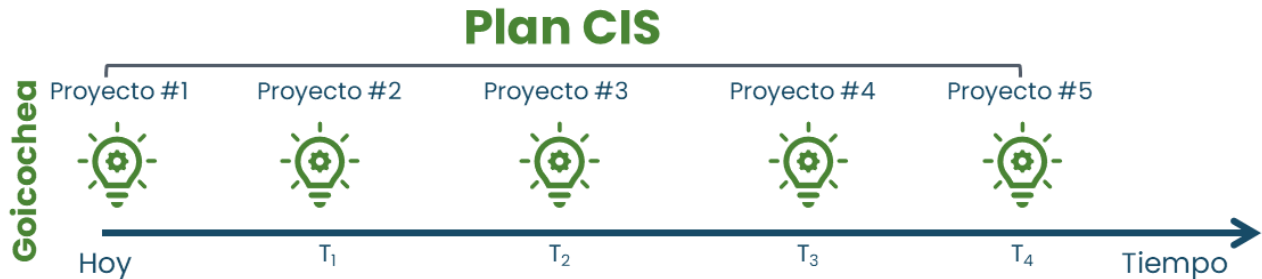 Plan CIS
Goicochea
Proyecto #1 Proyecto #2 Proyecto #3 Proyecto #4 Proyecto #5
Hoy T₁ T₂ T₃ T₄ Tiempo